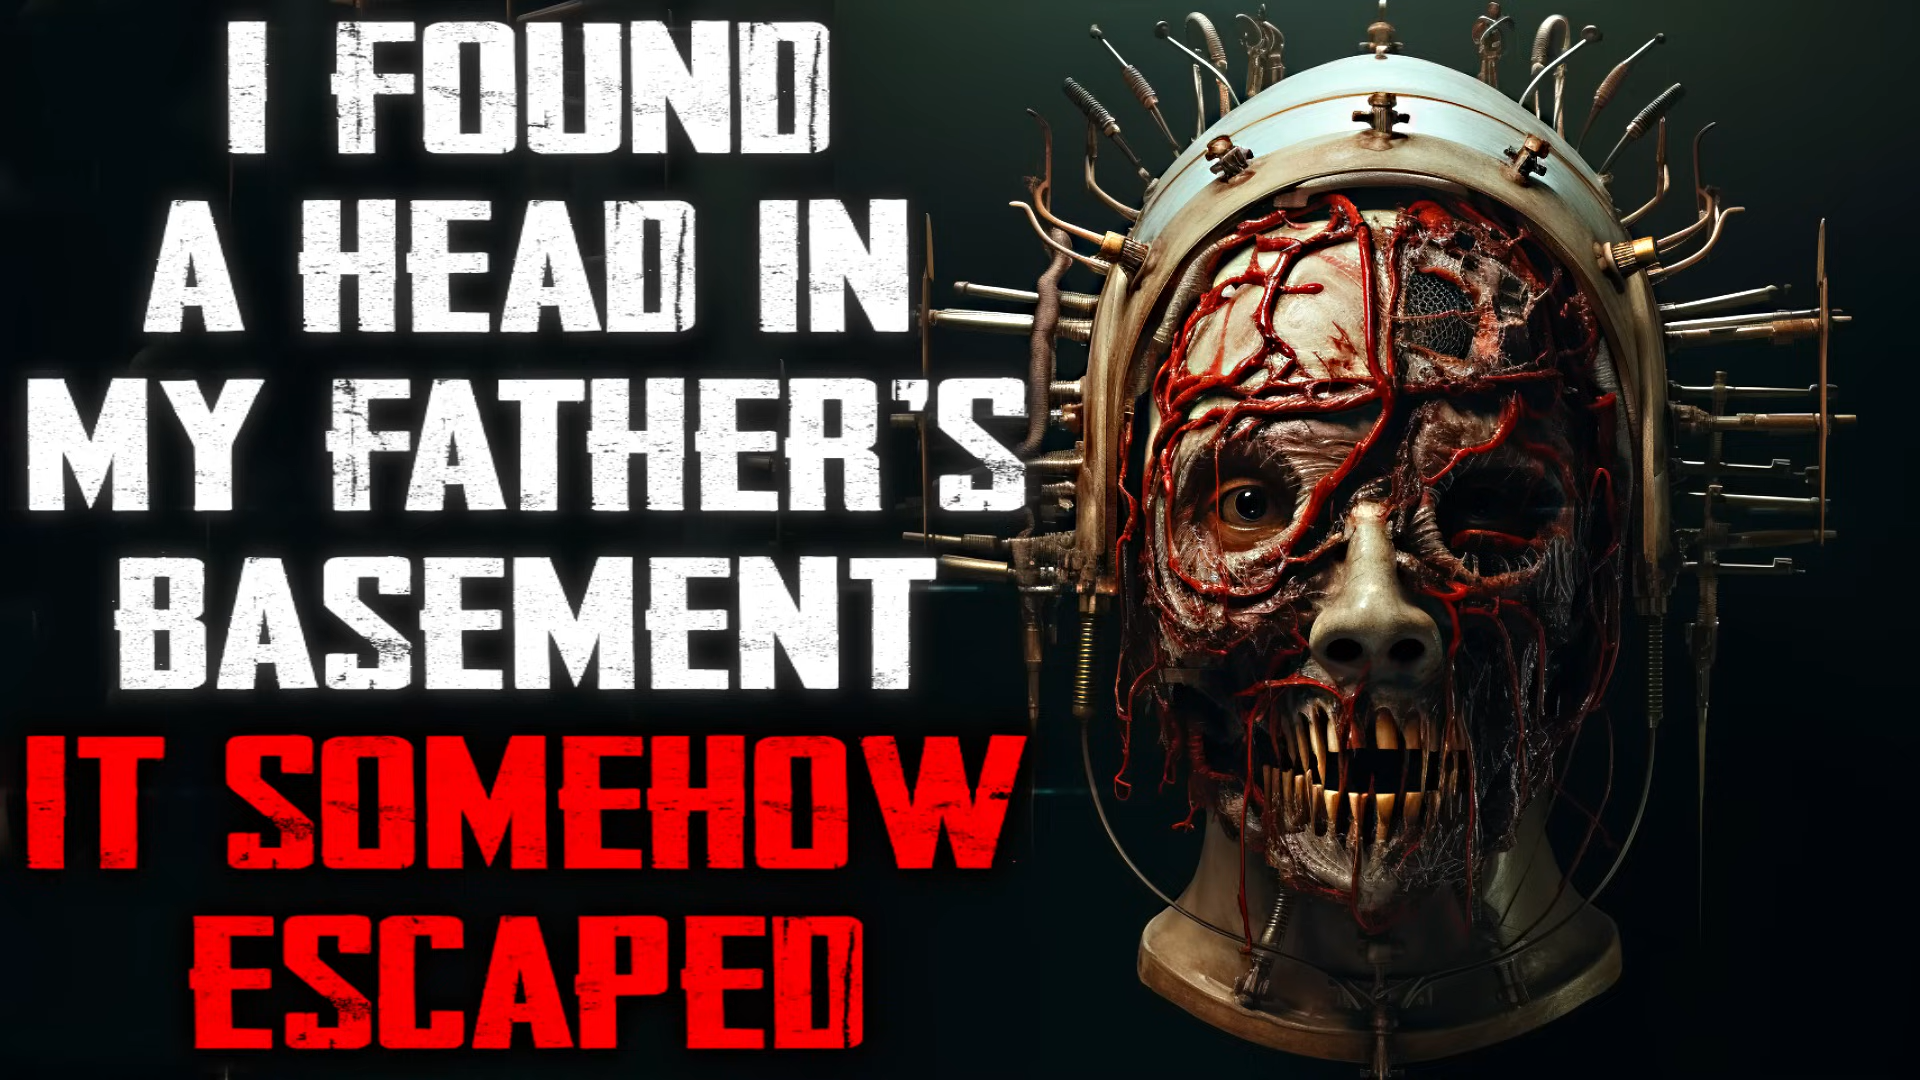 I FOUND
A HEAD IN
MY FATHER'S
BASEMENT
IT SOMEHOW
ESCAPED